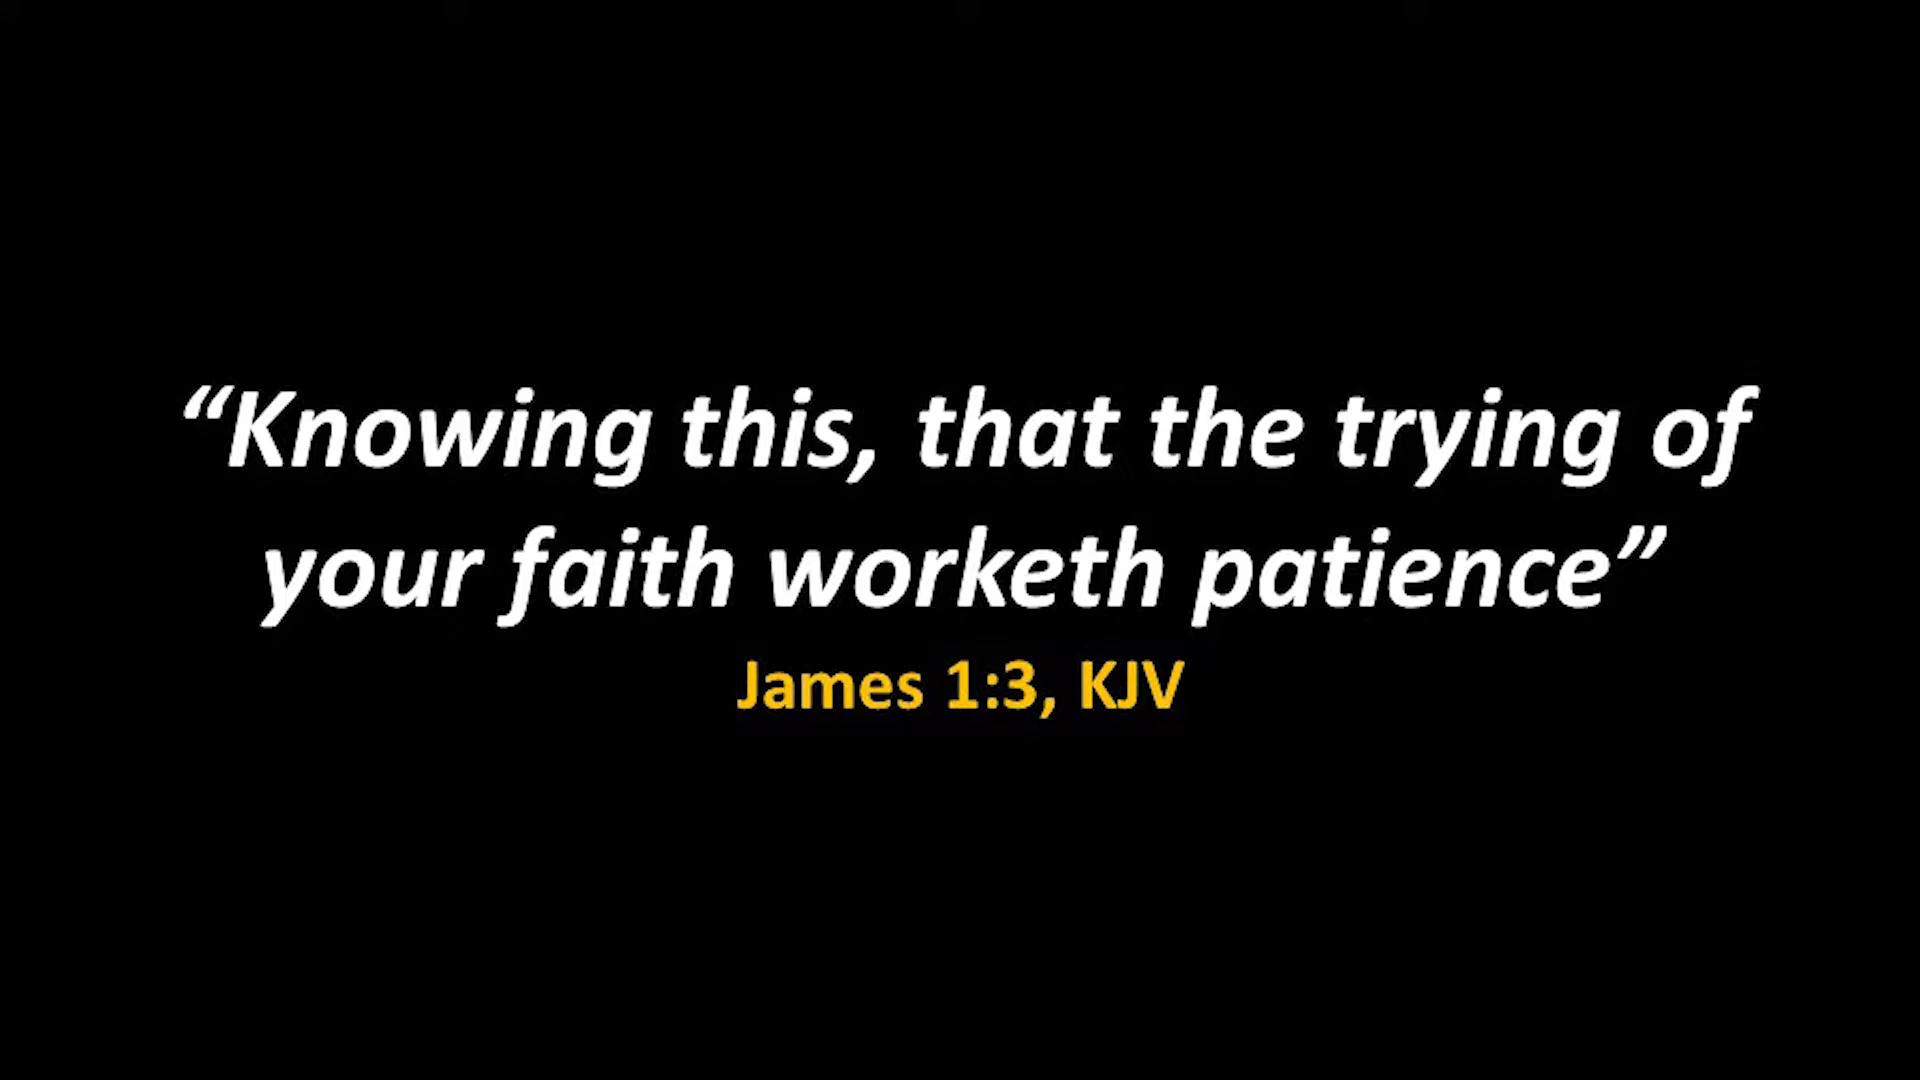 “Knowing this, that the trying of
your faith worketh patience”
James 1:3, KJV